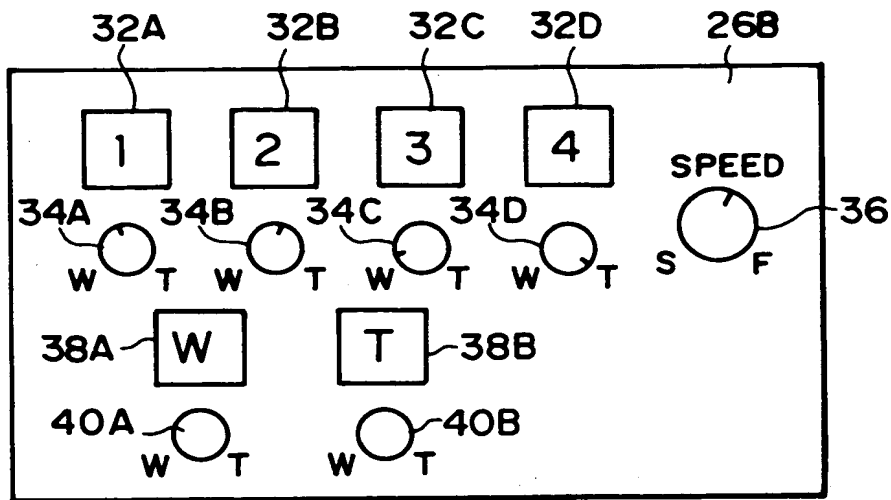 32A 32B 32C 32D 26B
1 2 3 4
SPEED
34A 34B 34C 34D 36
W T W T W T W T S F
38A W T 38B
40A 40B
W T W T